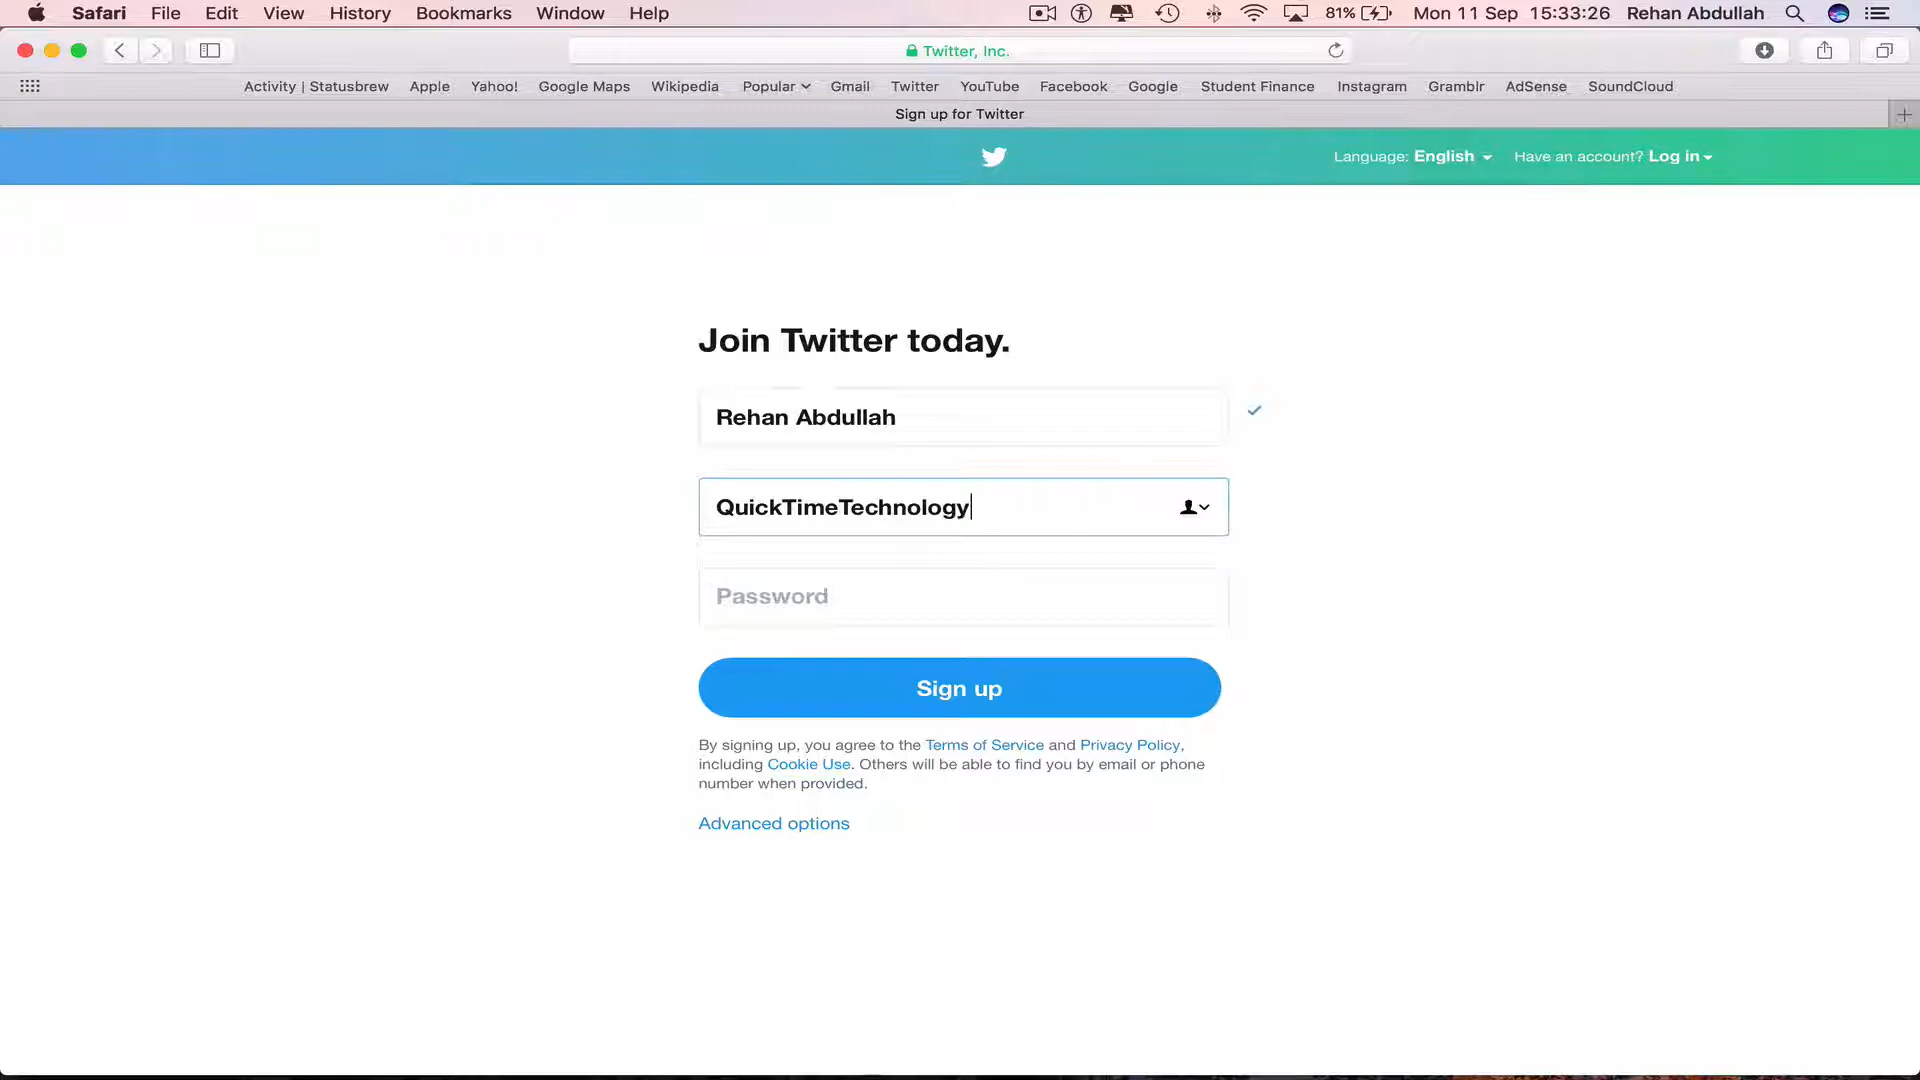 Safari File Edit View History Bookmarks Window Help 81% Mon 11 Sep 15:33:26 Rehan Abdullah
Twitter, Inc.
Activity | Statusbrew Apple Yahoo! Google Maps Wikipedia Popular Gmail Twitter YouTube Facebook Google Student Finance Instagram Gramblr AdSense SoundCloud
Sign up for Twitter
Language: English Have an account? Log in
Join Twitter today.
Rehan Abdullah
QuickTimeTechnology
Password
Sign up
By signing up, you agree to the Terms of Service and Privacy Policy,
including Cookie Use. Others will be able to find you by email or phone
number when provided.
Advanced options